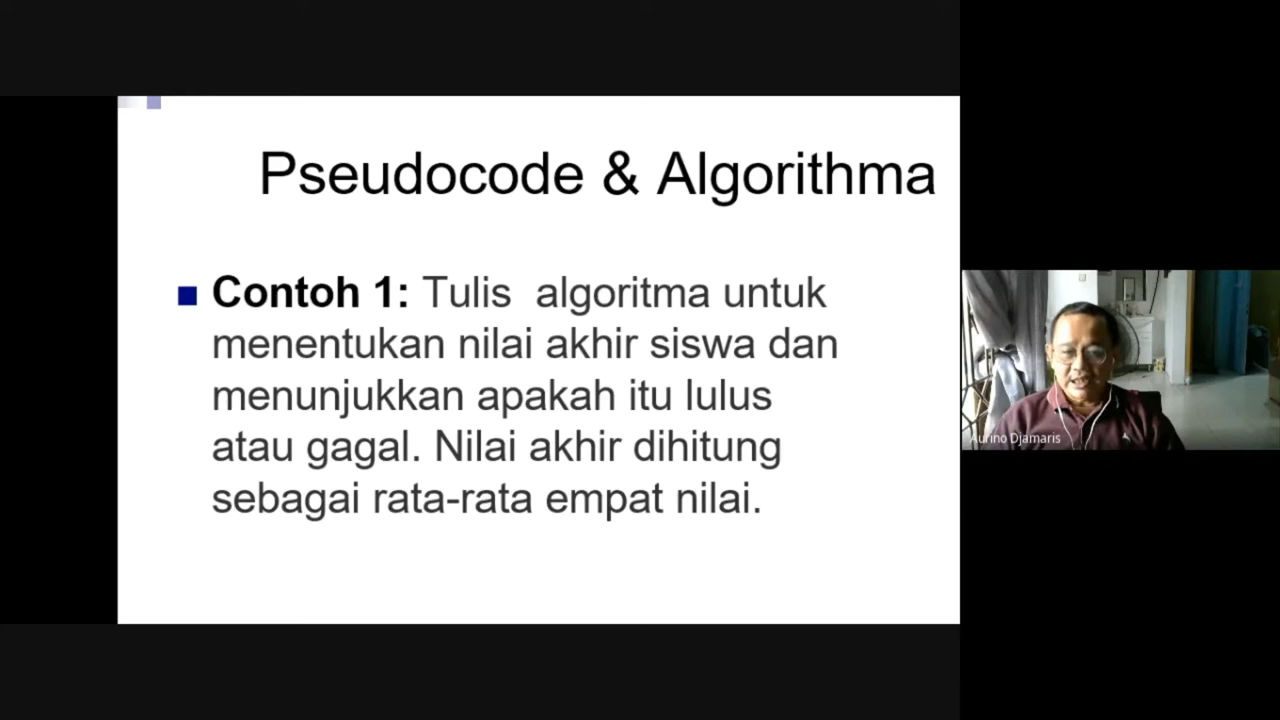 Pseudocode & Algorithma
Contoh 1: Tulis algoritma untuk
menentukan nilai akhir siswa dan
menunjukkan apakah itu lulus
atau gagal. Nilai akhir dihitung
sebagai rata-rata empat nilai.
Aurino Djamaris